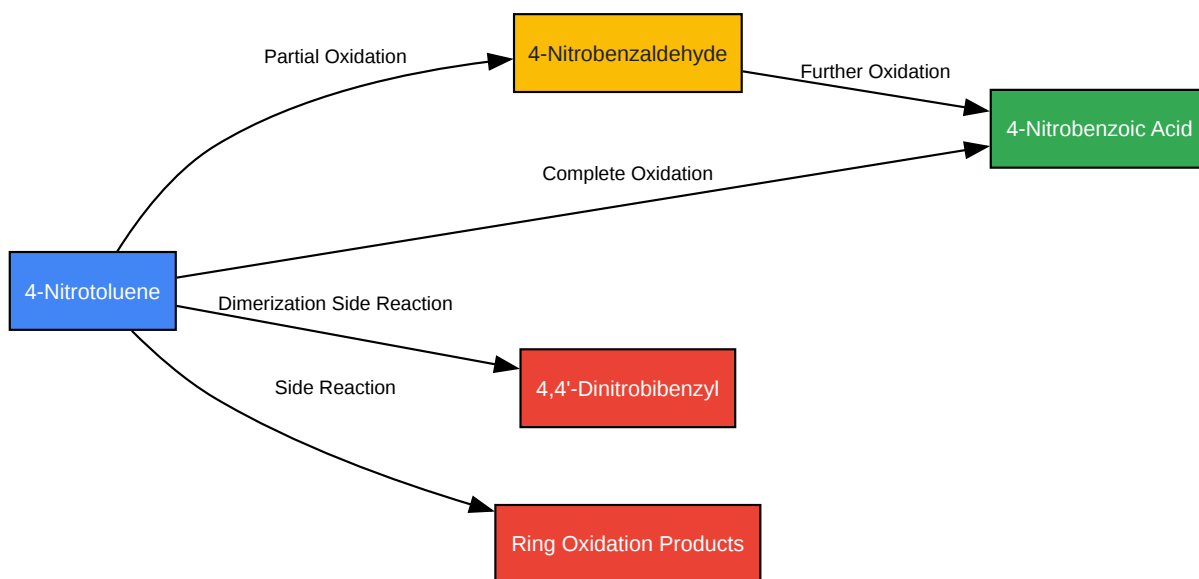 Partial Oxidation
4-Nitrobenzaldehyde
Further Oxidation
4-Nitrobenzoic Acid
Complete Oxidation
4-Nitrotoluene
Dimerization Side Reaction
4,4'-Dinitrobibenzyl
Side Reaction
Ring Oxidation Products